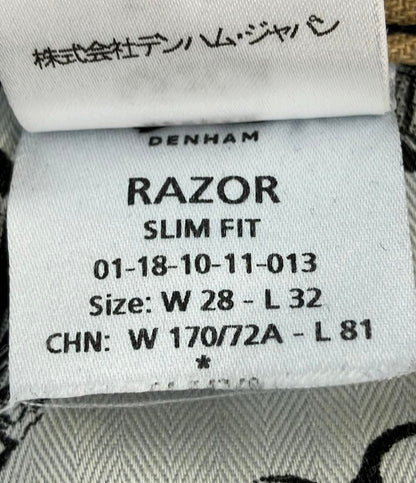 株式会社デンハム・ジャパン
DENHAM
RAZOR
SLIM FIT
01-18-10-11-013
Size: W 28 - L 32
CHN: W 170/72A - L 81
*